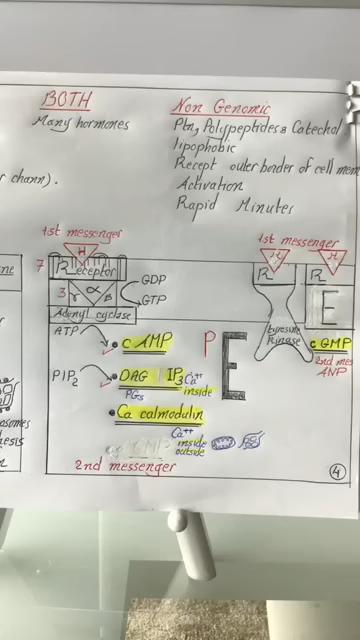 BOTH
Many hormones
r chann).
Non Genomic
Ptn, Polypeptides & Catechol
lipophobic
Recept outer border of cell mem
Activation
Rapid Minutes
1st messenger
H
7
Receptor
3
γ α β
GDP
GTP
Adenyl cyclase
ATP
• cAMP
PIP2
• DAG IP3 Ca++
PGs inside
• Ca calmodulin
Ca++
inside
outside
2nd messenger
PE
1st messenger
H
H
R
R
E
tyrosine
Kinase
cGMP
2nd mes
ANP
4